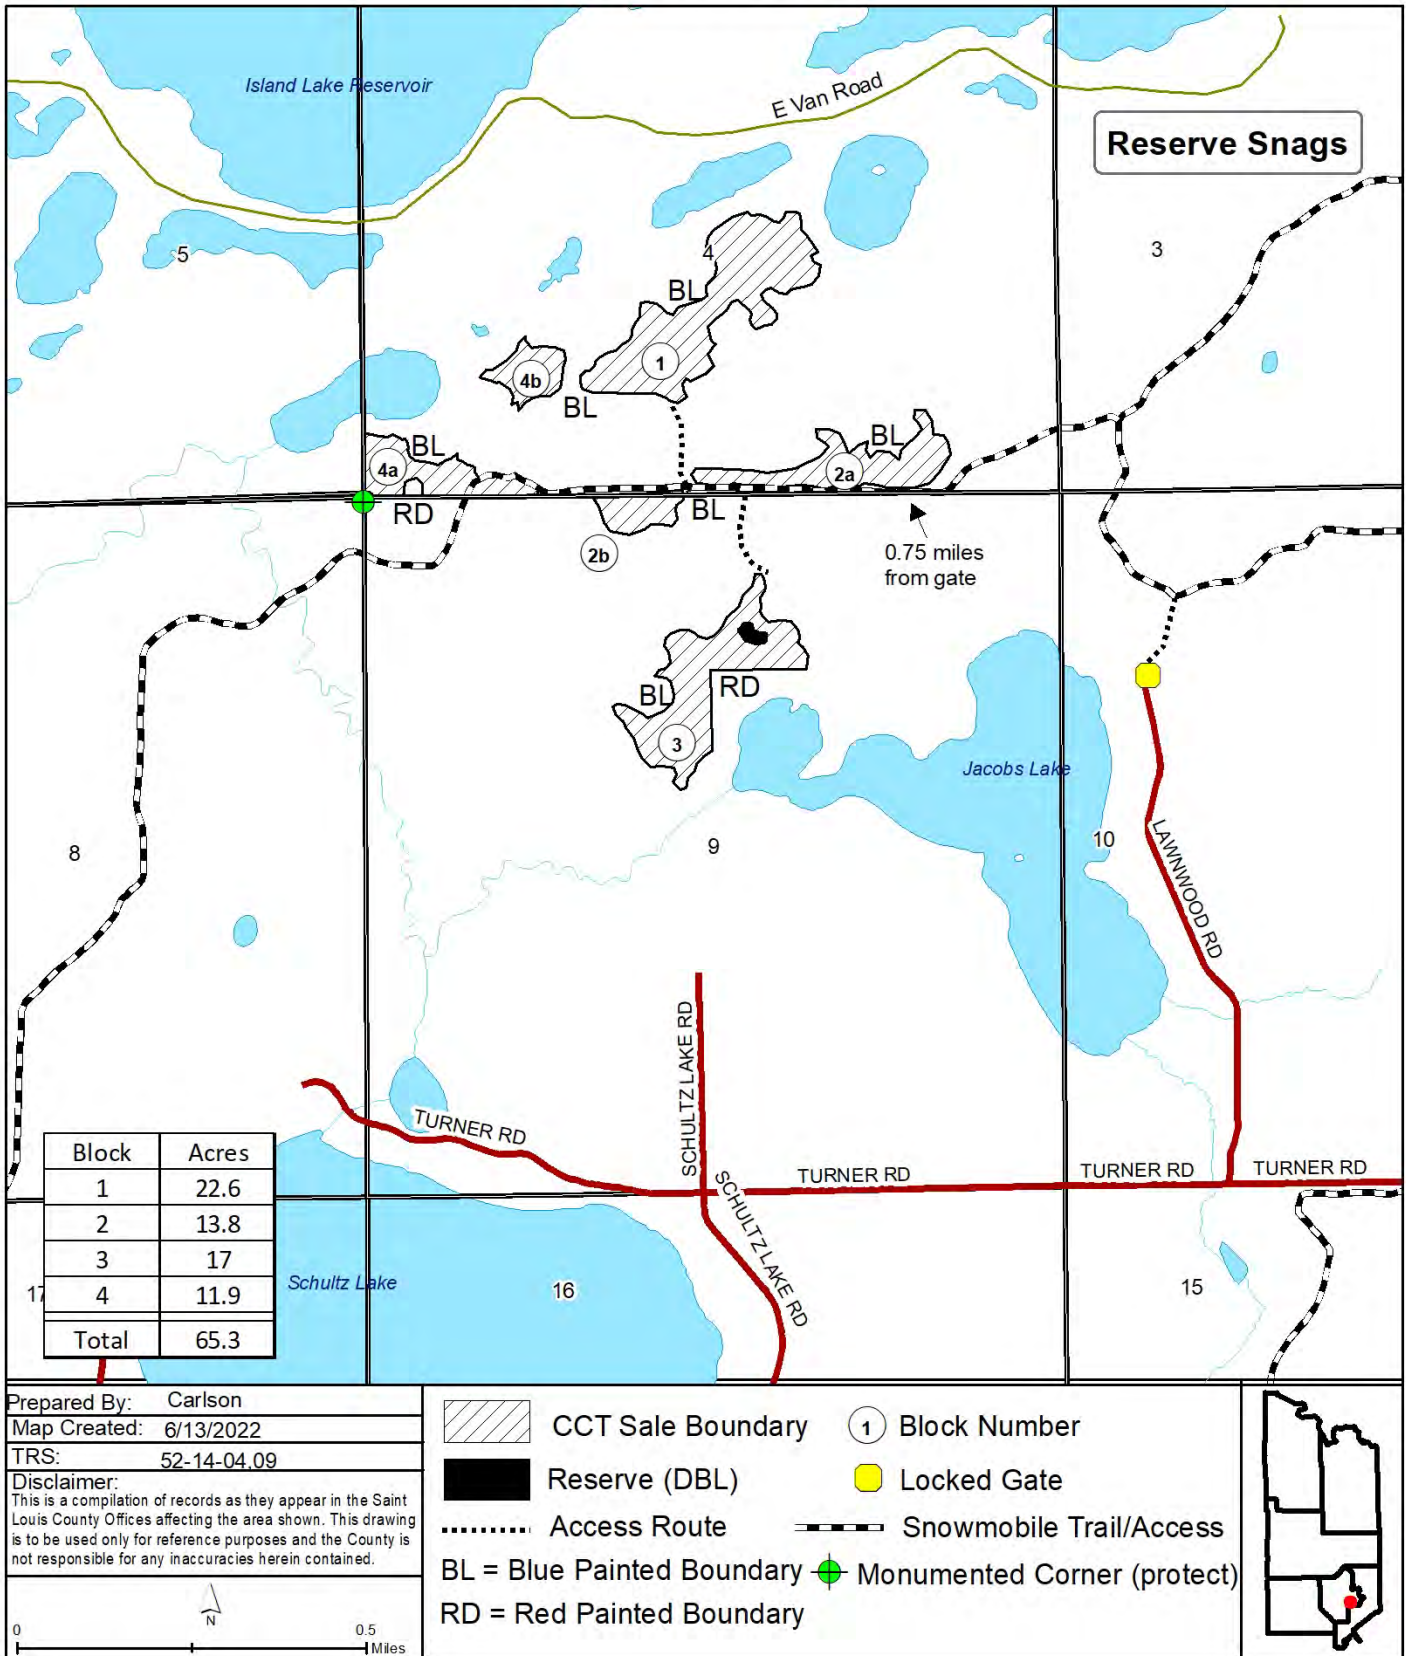 Island Lake Reservoir
E Van Road
Reserve Snags
5
4
3
BL
1
4b
BL
BL
4a
BL
2a
RD
BL
2b
0.75 miles
from gate
BL
RD
3
Jacobs Lake
8
9
10
LAWNWOOD RD
SCHULTZ LAKE RD
TURNER RD
TURNER RD
TURNER RD
TURNER RD
SCHULTZ LAKE RD
Block Acres
1 22.6
2 13.8
3 17
4 11.9
Total 65.3
17
Schultz Lake
16
15
Prepared By: Carlson
Map Created: 6/13/2022
TRS: 52-14-04,09
Disclaimer:
This is a compilation of records as they appear in the Saint
Louis County Offices affecting the area shown. This drawing
is to be used only for reference purposes and the County is
not responsible for any inaccuracies herein contained.
N
0 0.5
Miles
CCT Sale Boundary
1 Block Number
Reserve (DBL)
Locked Gate
Access Route
Snowmobile Trail/Access
BL = Blue Painted Boundary
Monumented Corner (protect)
RD = Red Painted Boundary